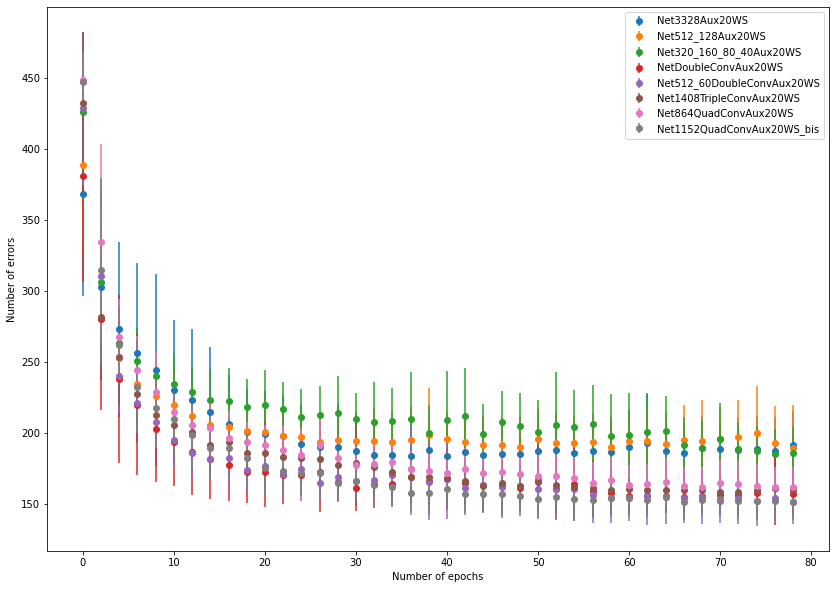 Net3328Aux20WS
Net512_128Aux20WS
Net320_160_80_40Aux20WS
NetDoubleConvAux20WS
Net512_60DoubleConvAux20WS
Net1408TripleConvAux20WS
Net864QuadConvAux20WS
Net1152QuadConvAux20WS_bis
Number of errors
450
400
350
300
250
200
150
0 10 20 30 40 50 60 70 80
Number of epochs